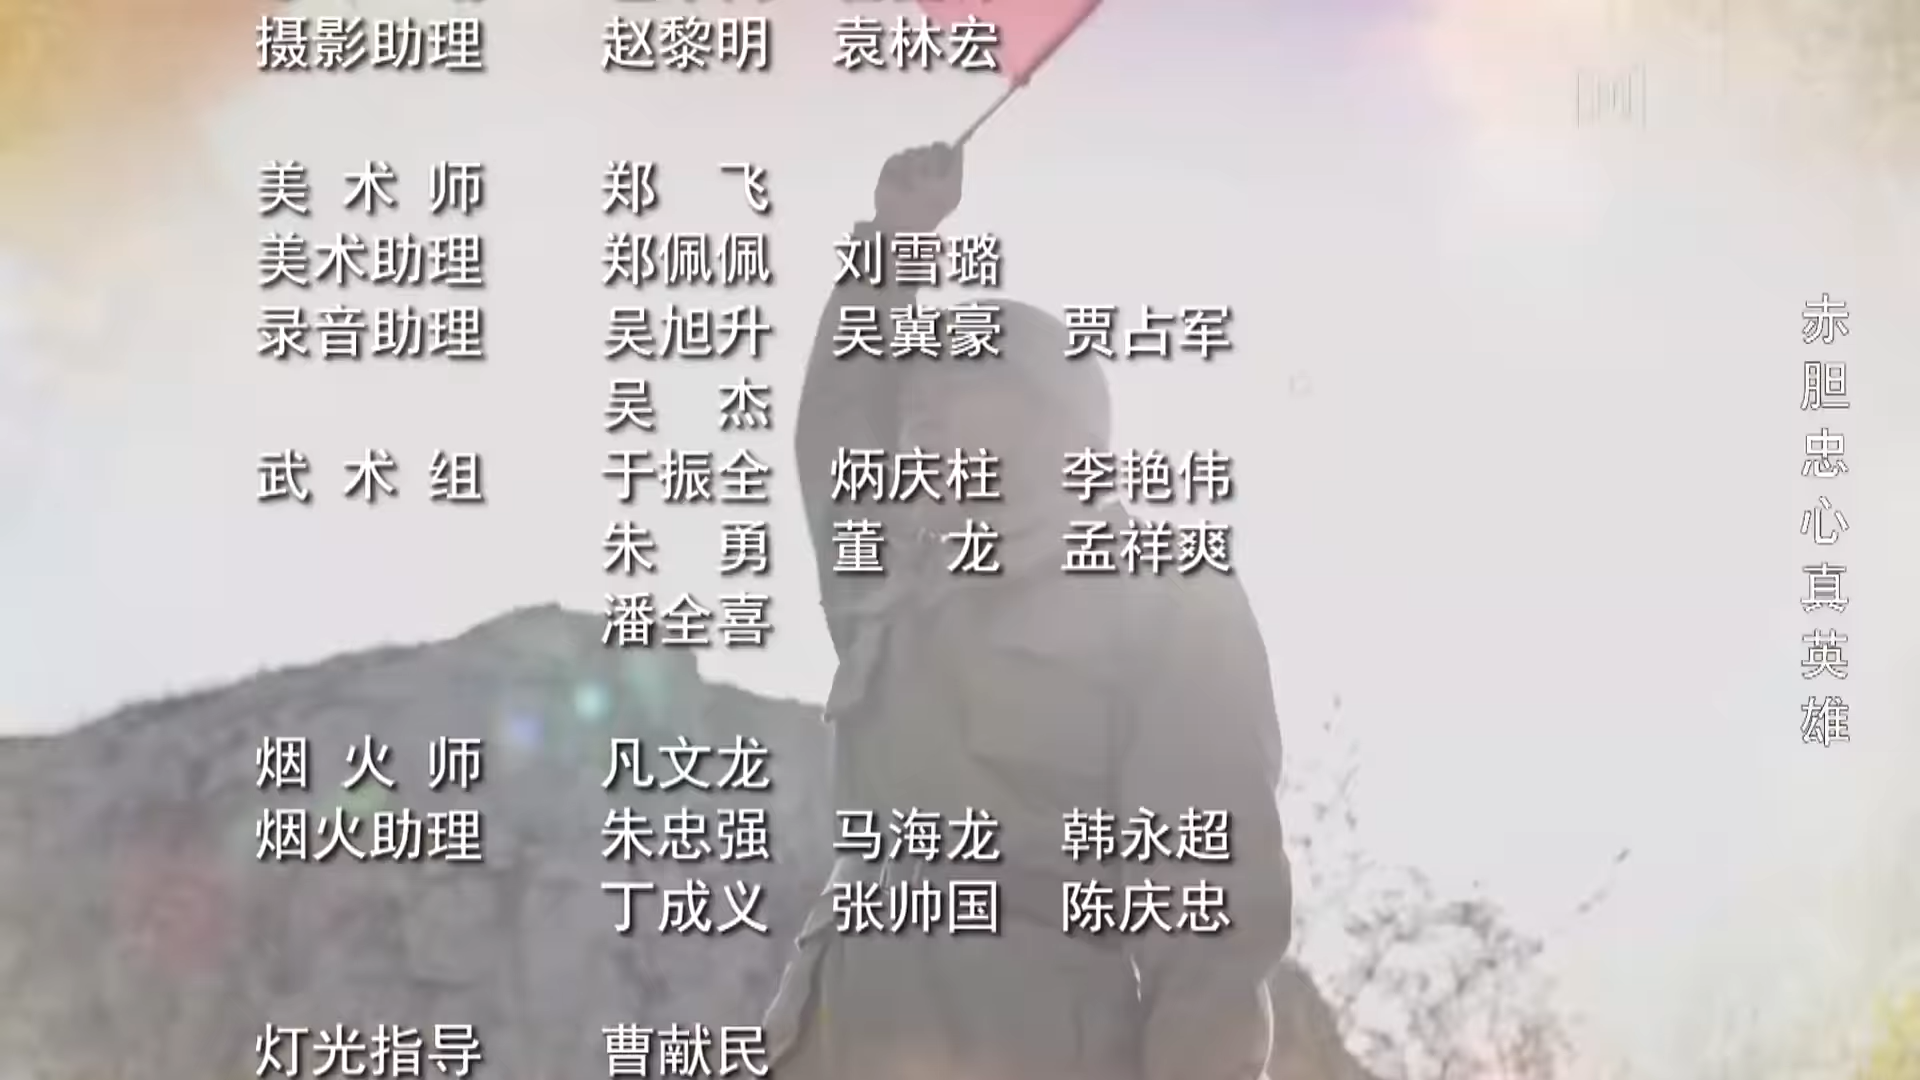 摄影助理 赵黎明 袁林宏
美术师 郑飞
美术助理 郑佩佩 刘雪璐
录音助理 吴旭升 吴冀豪 贾占军
吴杰
武术组 于振全 炳庆柱 李艳伟
朱勇 董龙 孟祥爽
潘全喜
烟火师 凡文龙
烟火助理 朱忠强 马海龙 韩永超
丁成义 张帅国 陈庆忠
灯光指导 曹献民
赤胆忠心真英雄